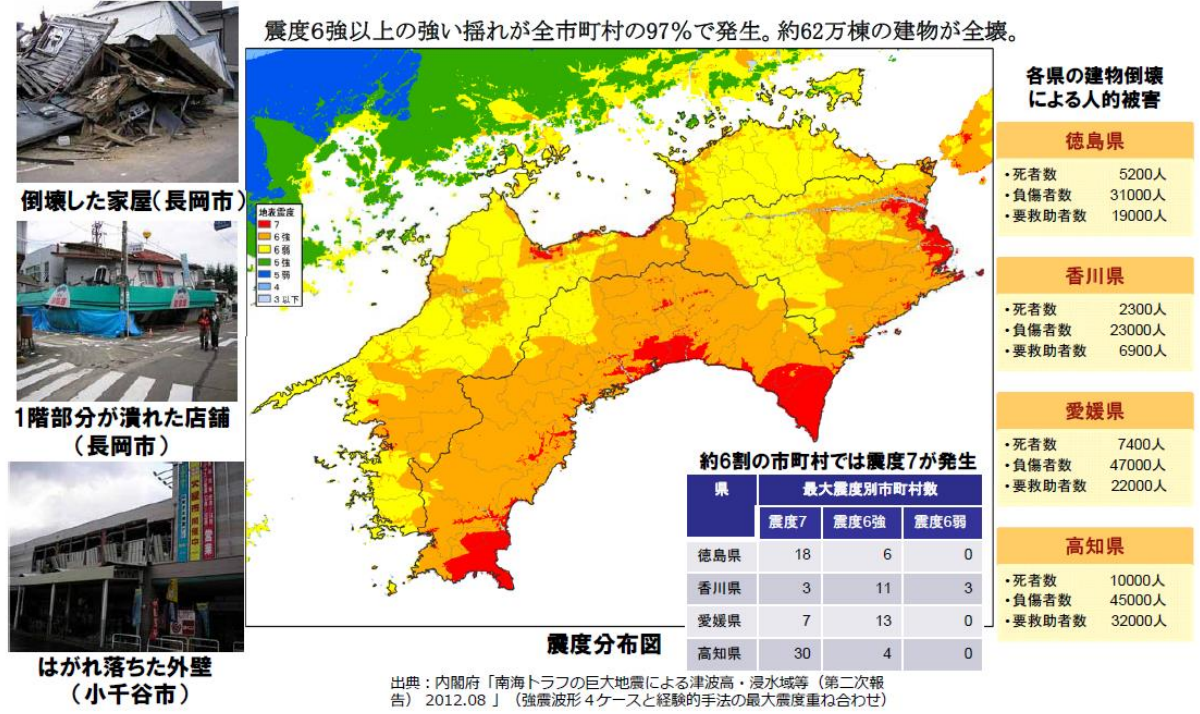 震度6強以上の強い揺れが全市町村の97％で発生。約62万棟の建物が全壊。
倒壊した家屋（長岡市）
1階部分が潰れた店舗
（長岡市）
はがれ落ちた外壁
（小千谷市）
地表震度
7
6強
6弱
5強
5弱
4
3以下
震度分布図
約6割の市町村では震度7が発生
県 最大震度別市町村数
震度7 震度6強 震度6弱
徳島県 18 6 0
香川県 3 11 3
愛媛県 7 13 0
高知県 30 4 0
各県の建物倒壊
による人的被害
徳島県
・死者数 5200人
・負傷者数 31000人
・要救助者数 19000人
香川県
・死者数 2300人
・負傷者数 23000人
・要救助者数 6900人
愛媛県
・死者数 7400人
・負傷者数 47000人
・要救助者数 22000人
高知県
・死者数 10000人
・負傷者数 45000人
・要救助者数 32000人
出典：内閣府「南海トラフの巨大地震による津波高・浸水域等（第二次報
告） 2012.08 」（強震波形４ケースと経験的手法の最大震度重ね合わせ）